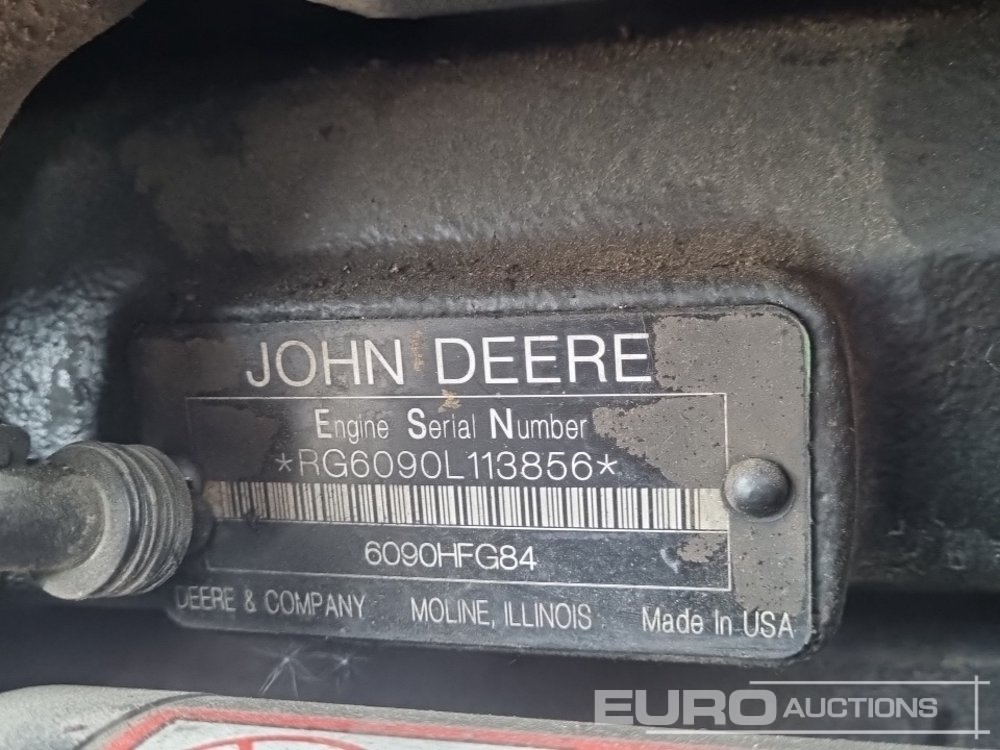 JOHN DEERE
Engine Serial Number
*RG6090L113856*
6090HFG84
DEERE & COMPANY MOLINE, ILLINOIS Made In USA
EURO AUCTIONS